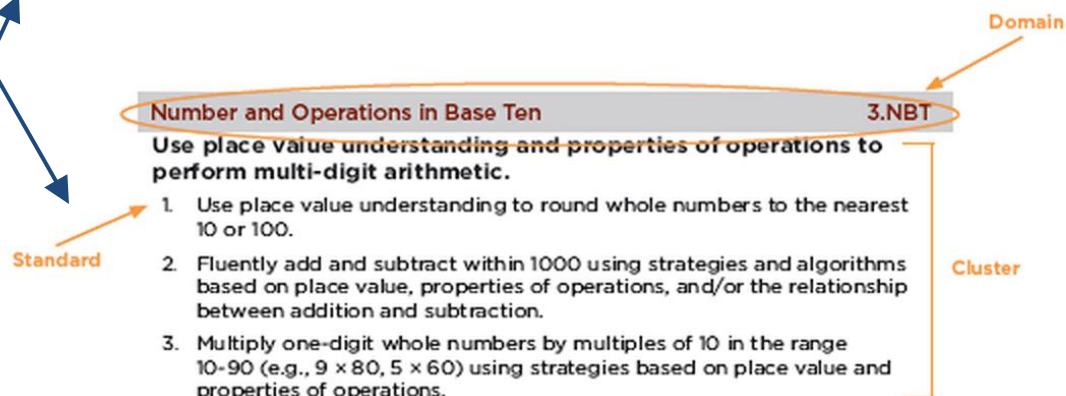 Domain
Number and Operations in Base Ten 3.NBT
Use place value understanding and properties of operations to
perform multi-digit arithmetic.
1. Use place value understanding to round whole numbers to the nearest
10 or 100.
Standard
2. Fluently add and subtract within 1000 using strategies and algorithms
based on place value, properties of operations, and/or the relationship
between addition and subtraction.
Cluster
3. Multiply one-digit whole numbers by multiples of 10 in the range
10-90 (e.g., 9 × 80, 5 × 60) using strategies based on place value and
properties of operations.